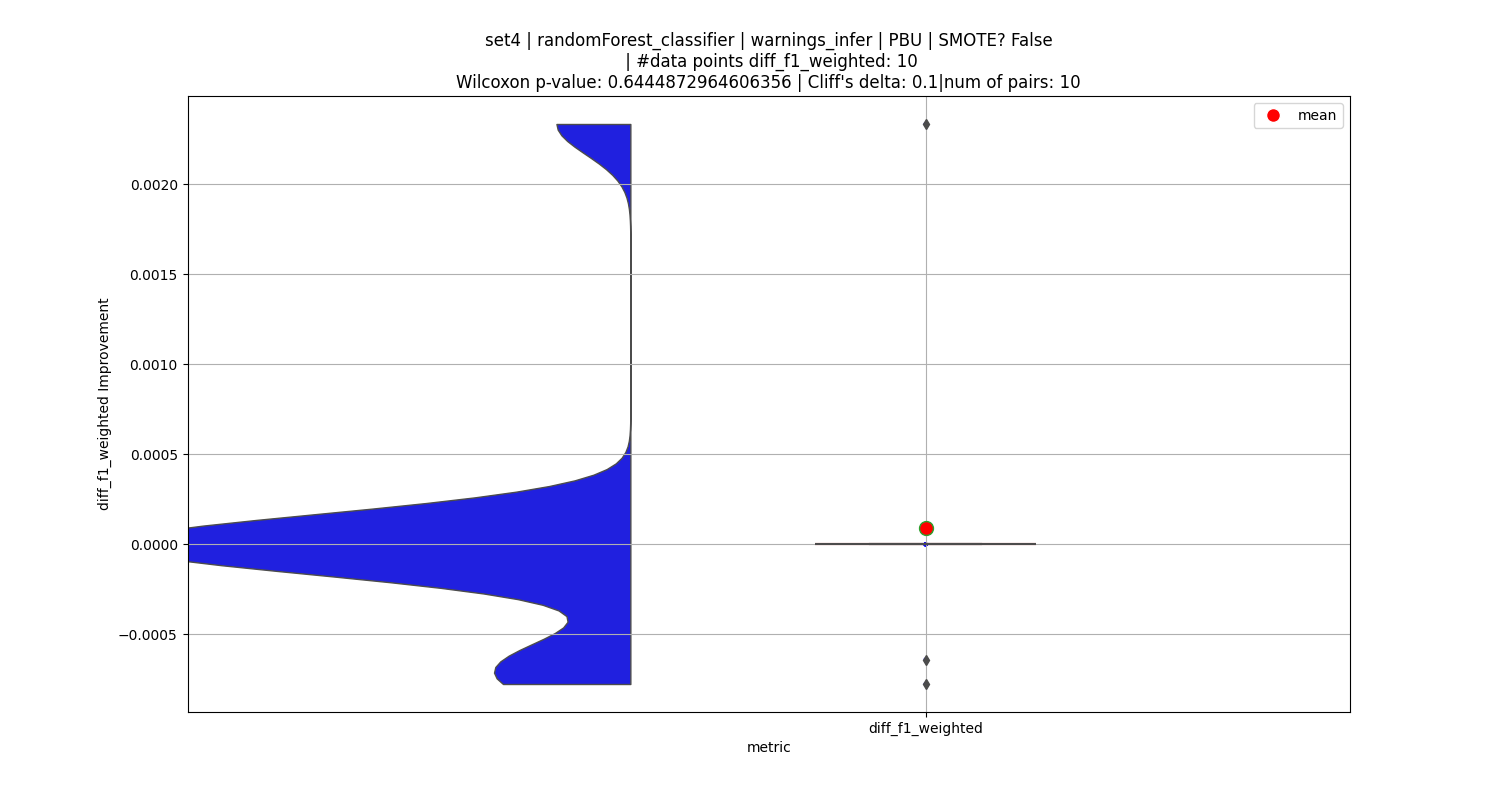 set4 | randomForest_classifier | warnings_infer | PBU | SMOTE? False
| #data points diff_f1_weighted: 10
Wilcoxon p-value: 0.6444872964606356 | Cliff's delta: 0.1|num of pairs: 10
mean
0.0020
0.0015
0.0010
0.0005
0.0000
−0.0005
diff_f1_weighted Improvement
diff_f1_weighted
metric